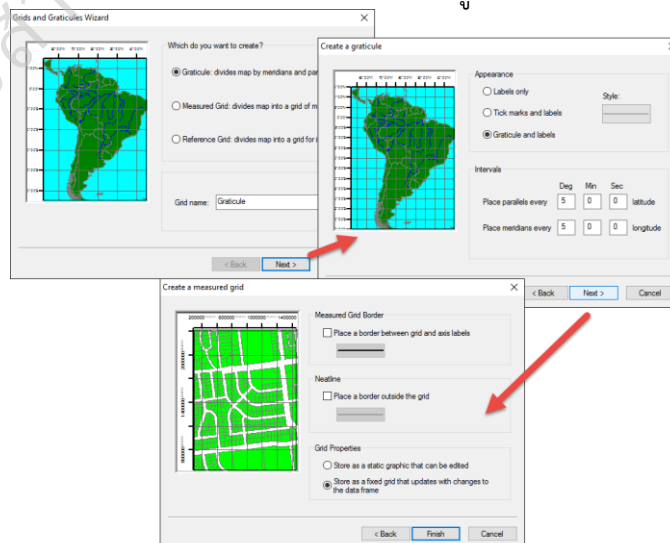 Grids and Graticules Wizard
Which do you want to create?
Graticule: divides map by meridians and par
Measured Grid: divides map into a grid of m
Reference Grid: divides map into a grid for i
Grid name: Graticule
< Back Next >
Create a graticule
Appearance
Labels only
Tick marks and labels
Graticule and labels
Style:
Intervals
Deg Min Sec
Place parallels every 5 0 0 latitude
Place meridians every 5 0 0 longitude
< Back Next > Cancel
Create a measured grid
Measured Grid Border
Place a border between grid and axis labels
Neatline
Place a border outside the grid
Grid Properties
Store as a static graphic that can be edited
Store as a fixed grid that updates with changes to
the data frame
< Back Finish Cancel